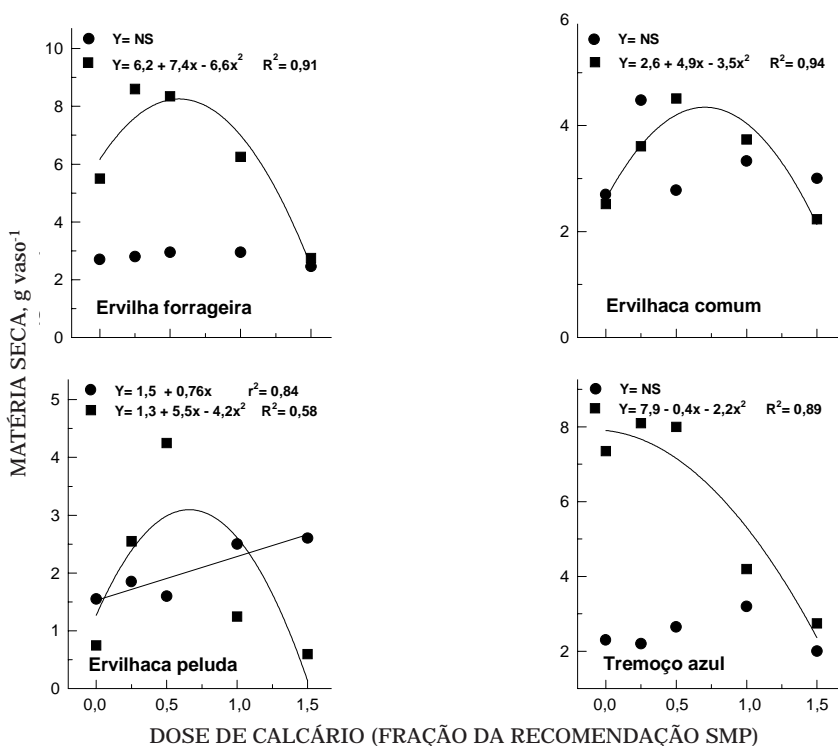 MATÉRIA SECA, g vaso-1
10
8
6
4
2
0
Y= NS
Y= 6,2 + 7,4x - 6,6x² R² = 0,91
Ervilha forrageira
6
4
2
0
Y= NS
Y= 2,6 + 4,9x - 3,5x² R² = 0,94
Ervilhaca comum
5
4
3
2
1
0
Y= 1,5 + 0,76x r²= 0,84
Y= 1,3 + 5,5x - 4,2x² R²= 0,58
Ervilhaca peluda
0,0 0,5 1,0 1,5
8
6
4
2
Y= NS
Y= 7,9 - 0,4x - 2,2x² R²= 0,89
Tremoço azul
0,0 0,5 1,0 1,5
DOSE DE CALCÁRIO (FRAÇÃO DA RECOMENDAÇÃO SMP)